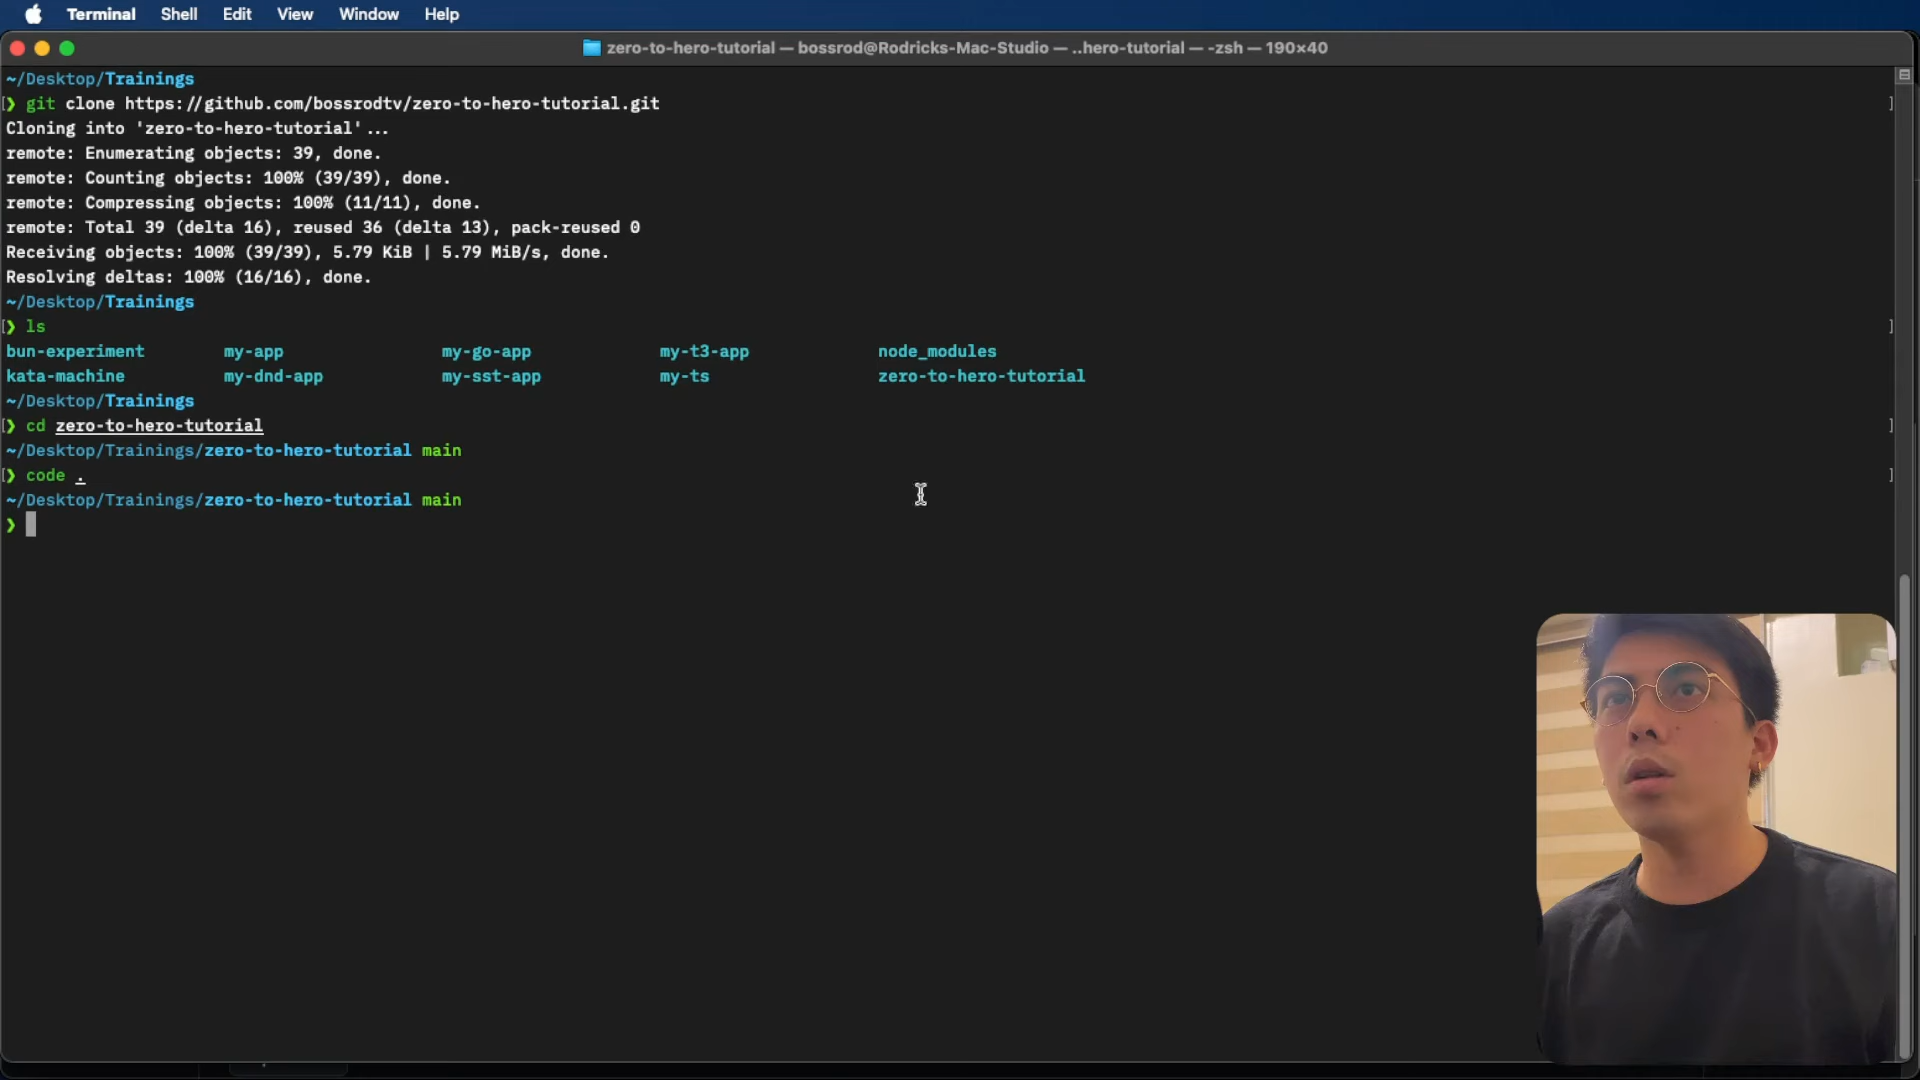 Terminal Shell Edit View Window Help
zero-to-hero-tutorial — bossrod@Rodricks-Mac-Studio — ..hero-tutorial — -zsh — 190×40
~/Desktop/Trainings
❯ git clone https://github.com/bossrodtv/zero-to-hero-tutorial.git
Cloning into 'zero-to-hero-tutorial'...
remote: Enumerating objects: 39, done.
remote: Counting objects: 100% (39/39), done.
remote: Compressing objects: 100% (11/11), done.
remote: Total 39 (delta 16), reused 36 (delta 13), pack-reused 0
Receiving objects: 100% (39/39), 5.79 KiB | 5.79 MiB/s, done.
Resolving deltas: 100% (16/16), done.
~/Desktop/Trainings
❯ ls
bun-experiment my-app my-go-app my-t3-app node_modules
kata-machine my-dnd-app my-sst-app my-ts zero-to-hero-tutorial
~/Desktop/Trainings
❯ cd zero-to-hero-tutorial
~/Desktop/Trainings/zero-to-hero-tutorial main
❯ code .
~/Desktop/Trainings/zero-to-hero-tutorial main
❯